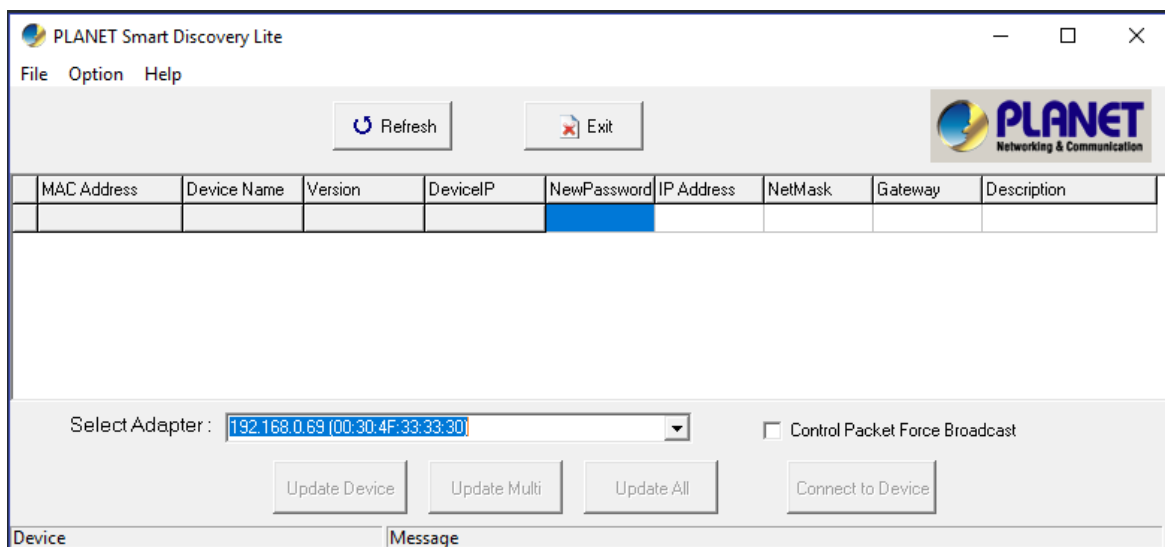 PLANET Smart Discovery Lite
File Option Help
Refresh Exit
PLANET
Networking & Communication
MAC Address Device Name Version DeviceIP NewPassword IP Address NetMask Gateway Description
Select Adapter : 192.168.0.69 (00:30:4F:33:33:30) Control Packet Force Broadcast
Update Device Update Multi Update All Connect to Device
Device Message